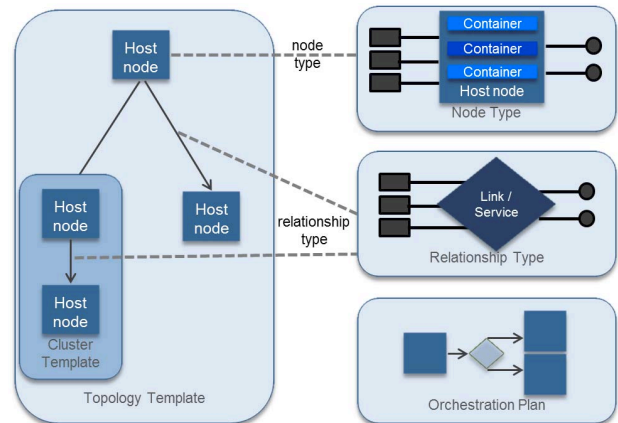 Host
node
Host
node
Host
node
Host
node
Cluster
Template
Topology Template
node
type
relationship
type
Container
Container
Container
Host node
Node Type
Link /
Service
Relationship Type
Orchestration Plan